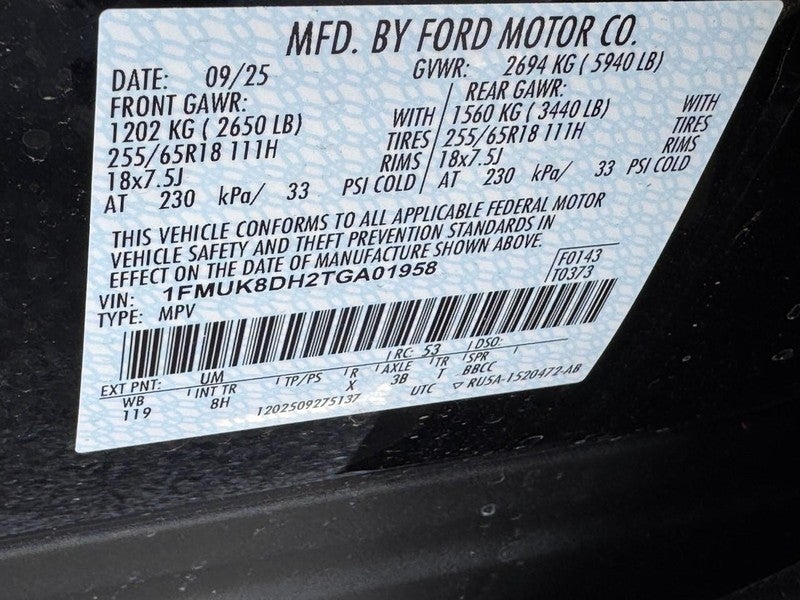 MFD. BY FORD MOTOR CO.
DATE: 09/25 GVWR: 2694 KG ( 5940 LB)
FRONT GAWR: REAR GAWR:
1202 KG ( 2650 LB) WITH 1560 KG ( 3440 LB) WITH
255/65R18 111H TIRES 255/65R18 111H TIRES
18x7.5J RIMS 18x7.5J RIMS
AT 230 kPa/ 33 PSI COLD AT 230 kPa/ 33 PSI COLD
THIS VEHICLE CONFORMS TO ALL APPLICABLE FEDERAL MOTOR
VEHICLE SAFETY AND THEFT PREVENTION STANDARDS IN
EFFECT ON THE DATE OF MANUFACTURE SHOWN ABOVE.
VIN: 1FMUK8DH2TGA01958 F0143
TYPE: MPV T0373
EXT PNT: UM RC: 53 DSO:
WB INT TR TP/PS R AXLE TR SPR
119 8H X 3B T BBCC
1202509275137 UTC ▽ RU5A-1520472-AB